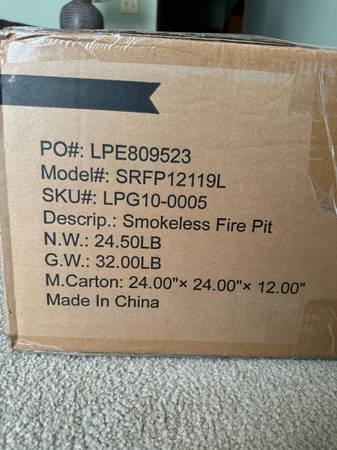 PO#: LPE809523
Model#: SRFP12119L
SKU#: LPG10-0005
Descrip.: Smokeless Fire Pit
N.W.: 24.50LB
G.W.: 32.00LB
M.Carton: 24.00"× 24.00"× 12.00"
Made In China